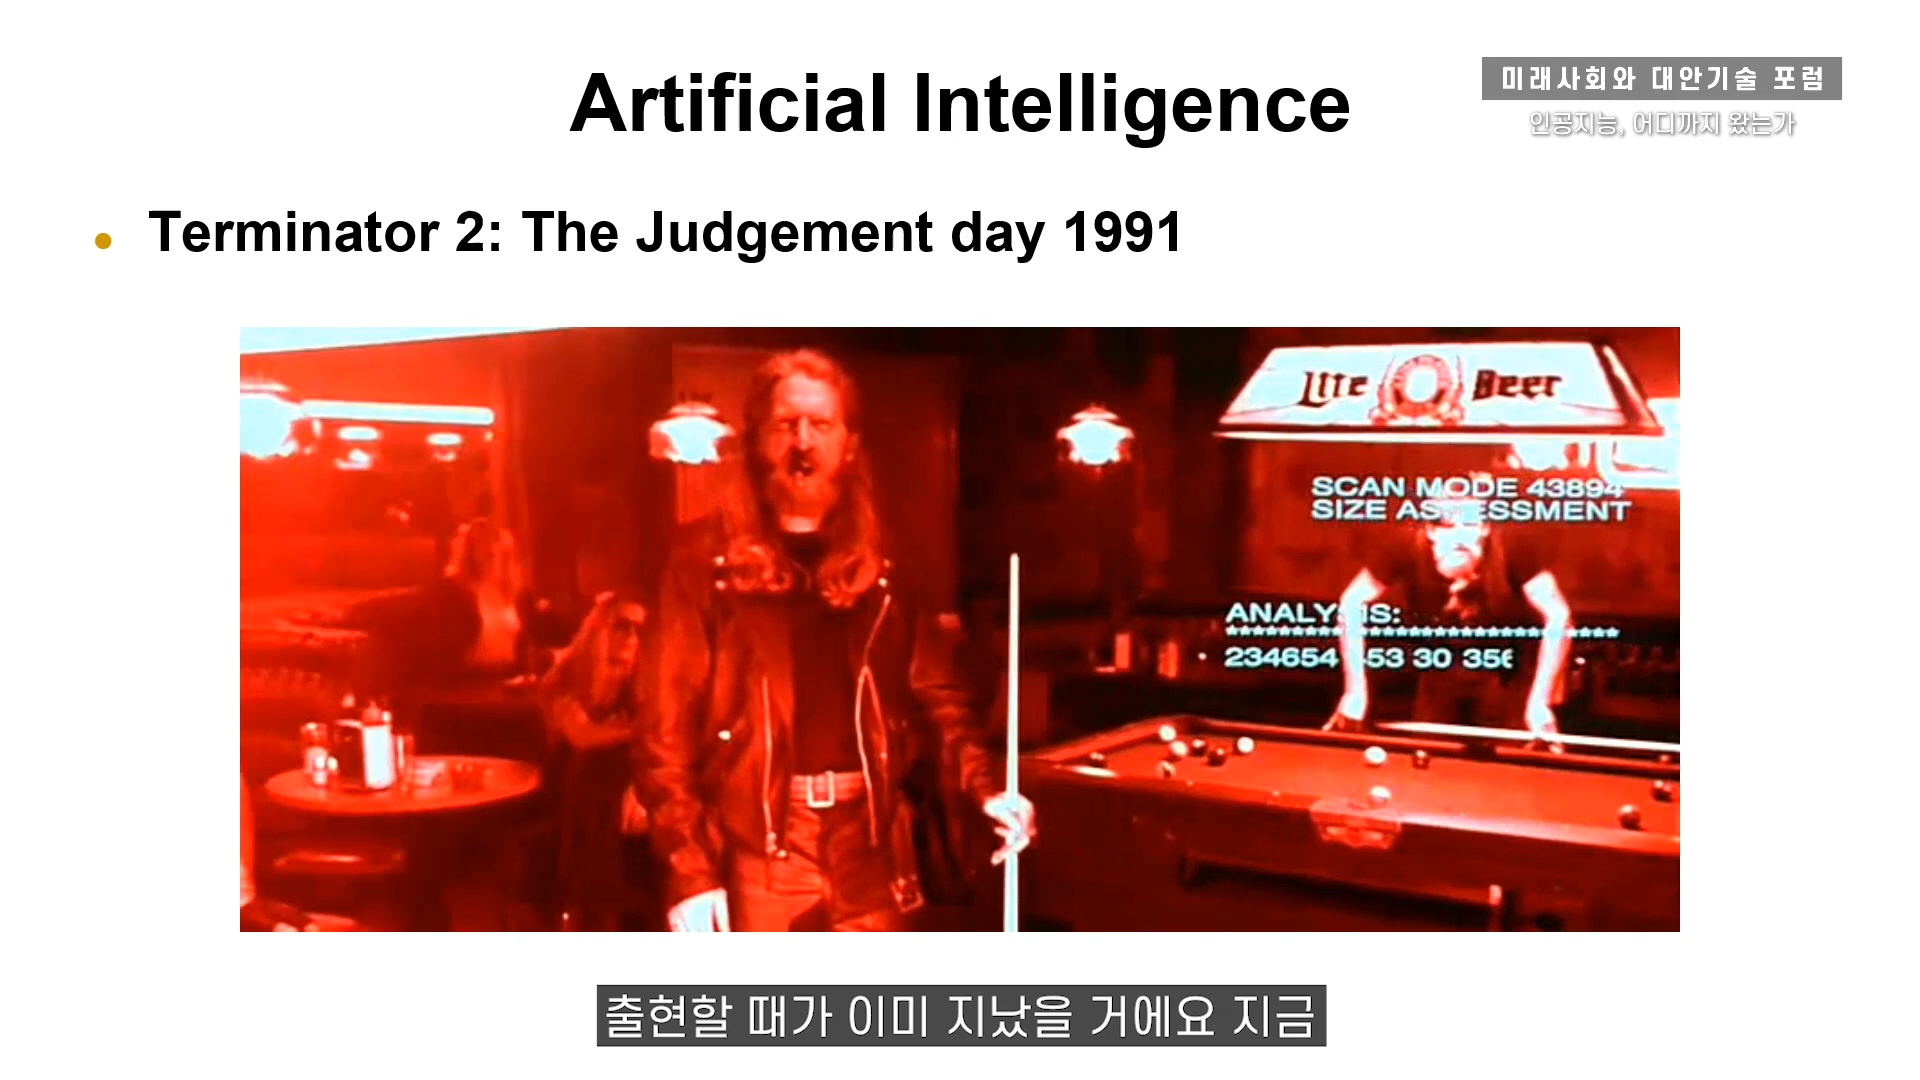 Artificial Intelligence
미래사회와 대안기술 포럼
인공지능, 어디까지 왔는가
Terminator 2: The Judgement day 1991
Lite Beer
SCAN MODE 43894
SIZE ASSESSMENT
ANALYSIS:
*******************************
234654 453 30 356
출현할 때가 이미 지났을 거에요 지금